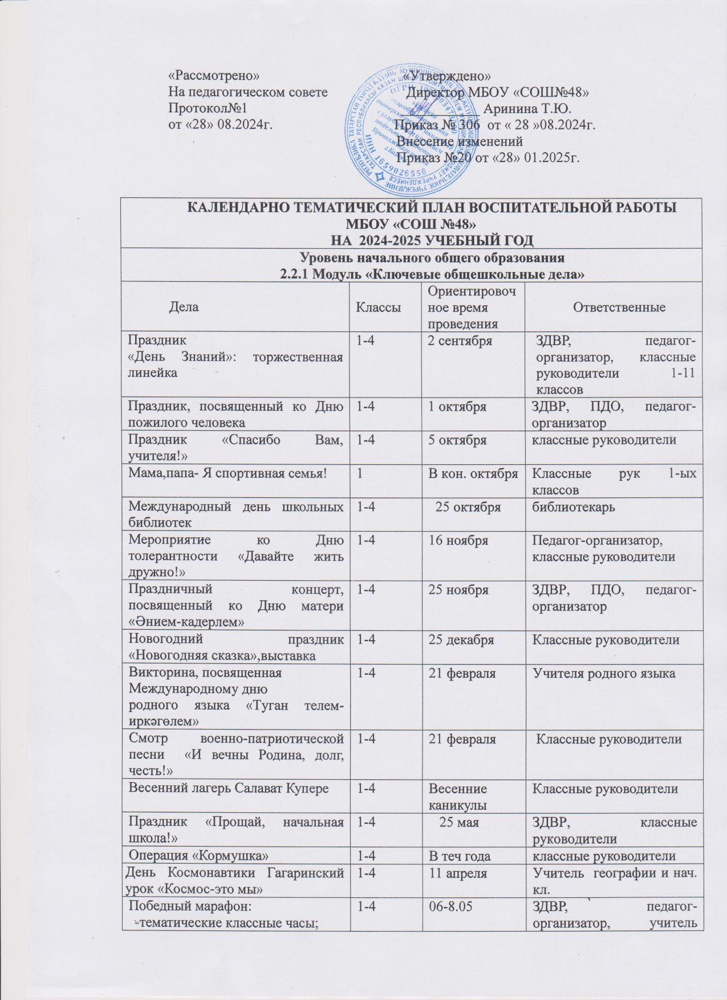 «Рассмотрено»
На педагогическом совете
Протокол№1
от «28» 08.2024г.
«Утверждено»
Директор МБОУ «СОШ№48»
Аринина Т.Ю.
Приказ № 306 от « 28 »08.2024г.
Внесение изменений
Приказ №20 от «28» 01.2025г.
ИНН 1659026556
КАЛЕНДАРНО ТЕМАТИЧЕСКИЙ ПЛАН ВОСПИТАТЕЛЬНОЙ РАБОТЫ
МБОУ «СОШ №48»
НА 2024-2025 УЧЕБНЫЙ ГОД
Уровень начального общего образования
2.2.1 Модуль «Ключевые общешкольные дела»
Дела
Классы
Ориентировоч
ное время
проведения
Ответственные
Праздник
«День Знаний»: торжественная
линейка
1-4
2 сентября
ЗДВР, педагог-
организатор, классные
руководители 1-11
классов
Праздник, посвященный ко Дню
пожилого человека
1-4
1 октября
ЗДВР, ПДО, педагог-
организатор
Праздник «Спасибо Вам,
учителя!»
1-4
5 октября
классные руководители
Мама,папа- Я спортивная семья!
1
В кон. октября
Классные рук 1-ых
классов
Международный день школьных
библиотек
1-4
25 октября
библиотекарь
Мероприятие ко Дню
толерантности «Давайте жить
дружно!»
1-4
16 ноября
Педагог-организатор,
классные руководители
Праздничный концерт,
посвященный ко Дню матери
«Әнием-кадерлем»
1-4
25 ноября
ЗДВР, ПДО, педагог-
организатор
Новогодний праздник
«Новогодняя сказка»,выставка
1-4
25 декабря
Классные руководители
Викторина, посвященная
Международному дню
родного языка «Туган телем-
иркәгөлем»
1-4
21 февраля
Учителя родного языка
Смотр военно-патриотической
песни «И вечны Родина, долг,
честь!»
1-4
21 февраля
Классные руководители
Весенний лагерь Салават Купере
1-4
Весенние
каникулы
Классные руководители
Праздник «Прощай, начальная
школа!»
1-4
25 мая
ЗДВР, классные
руководители
Операция «Кормушка»
1-4
В теч года
классные руководители
День Космонавтики Гагаринский
урок «Космос-это мы»
1-4
11 апреля
Учитель географии и нач.
кл.
Победный марафон:
-тематические классные часы;
1-4
06-8.05
ЗДВР, педагог-
организатор, учитель